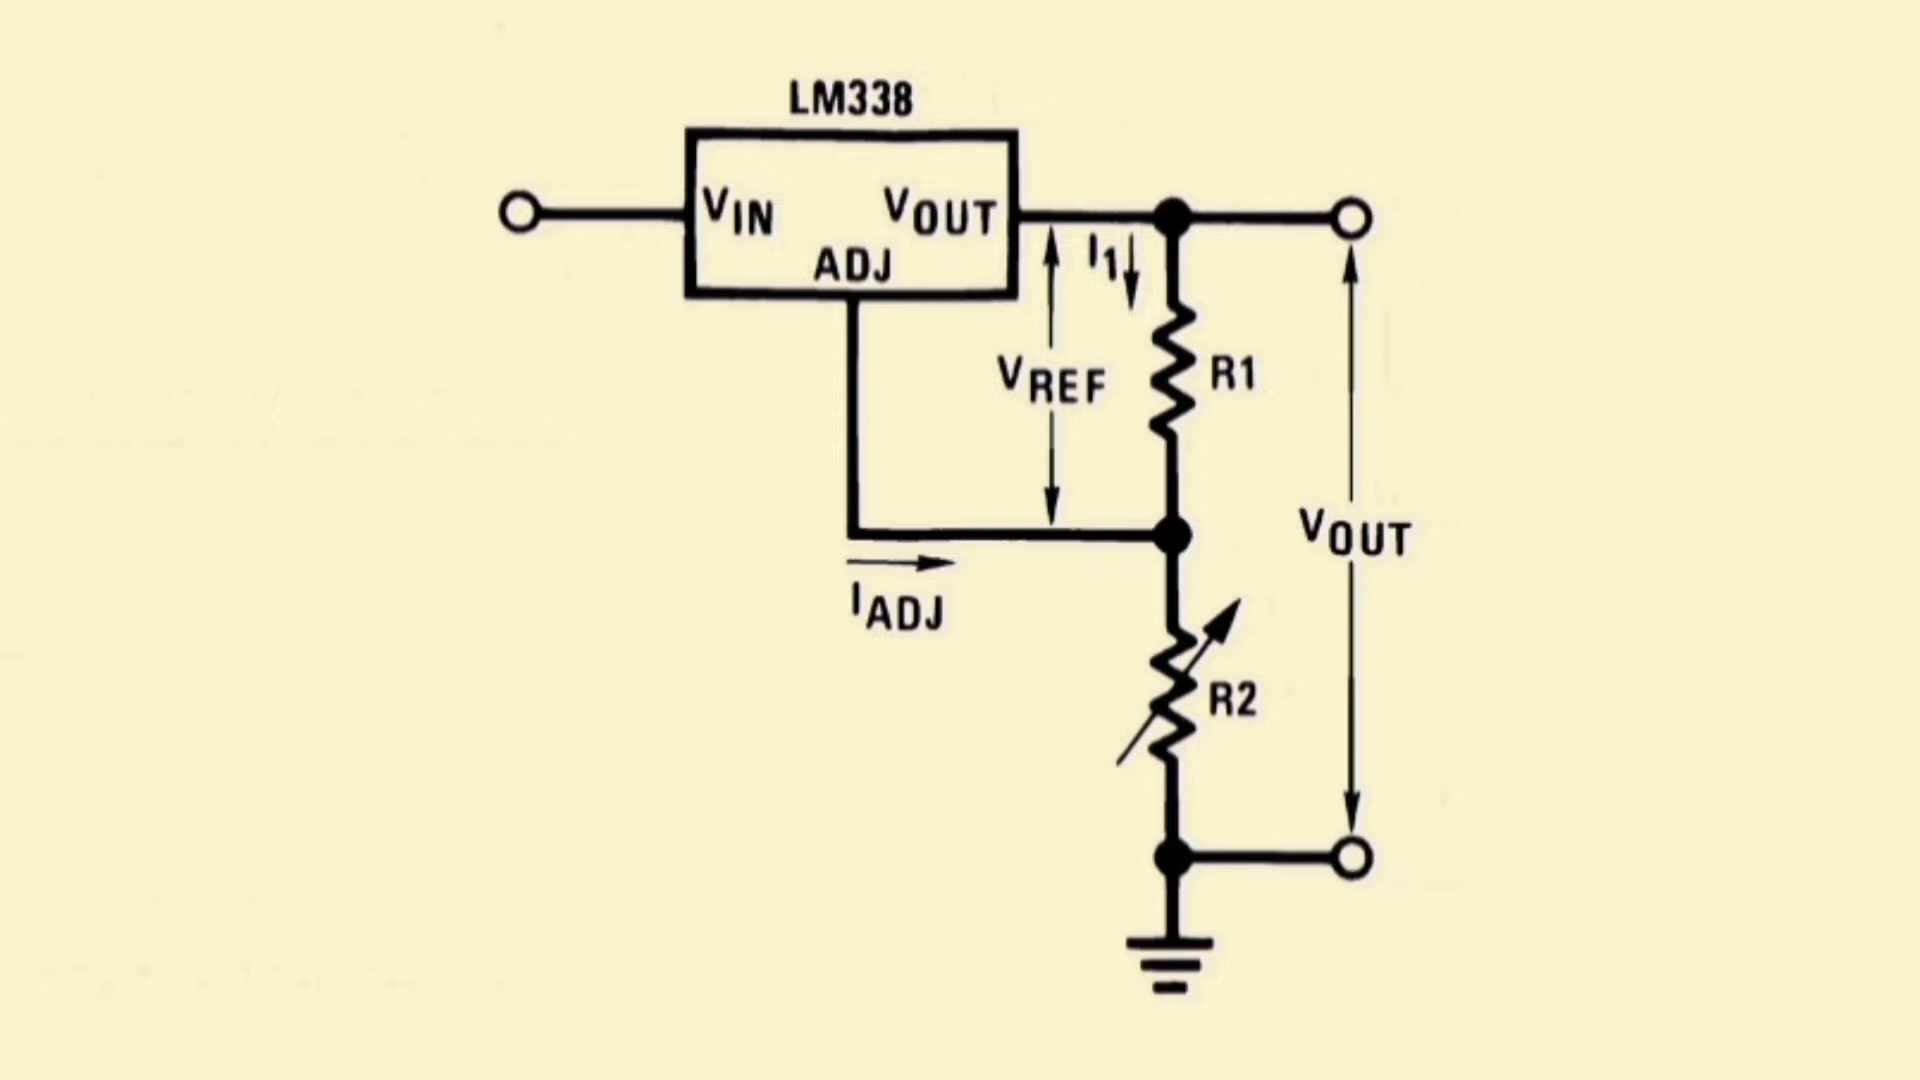 LM338
VIN
VOUT
ADJ
I1
VREF
R1
VOUT
IADJ
R2